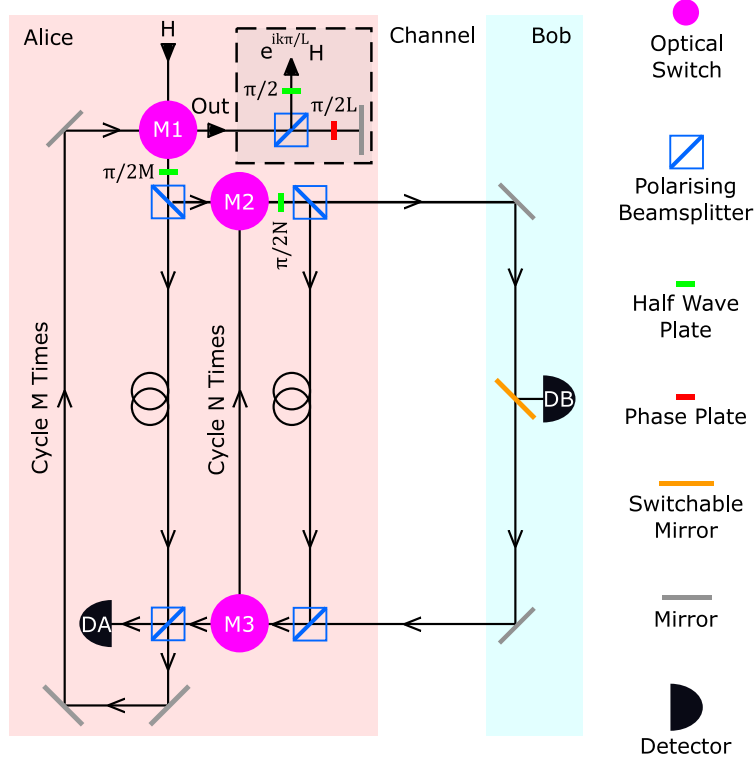 Alice
H
Channel
Bob
e^{ikπ/L} H
π/2
π/2L
Out
M1
π/2M
M2
π/2N
Cycle M Times
Cycle N Times
DB
DA
M3
Optical
Switch
Polarising
Beamsplitter
Half Wave
Plate
Phase Plate
Switchable
Mirror
Mirror
Detector